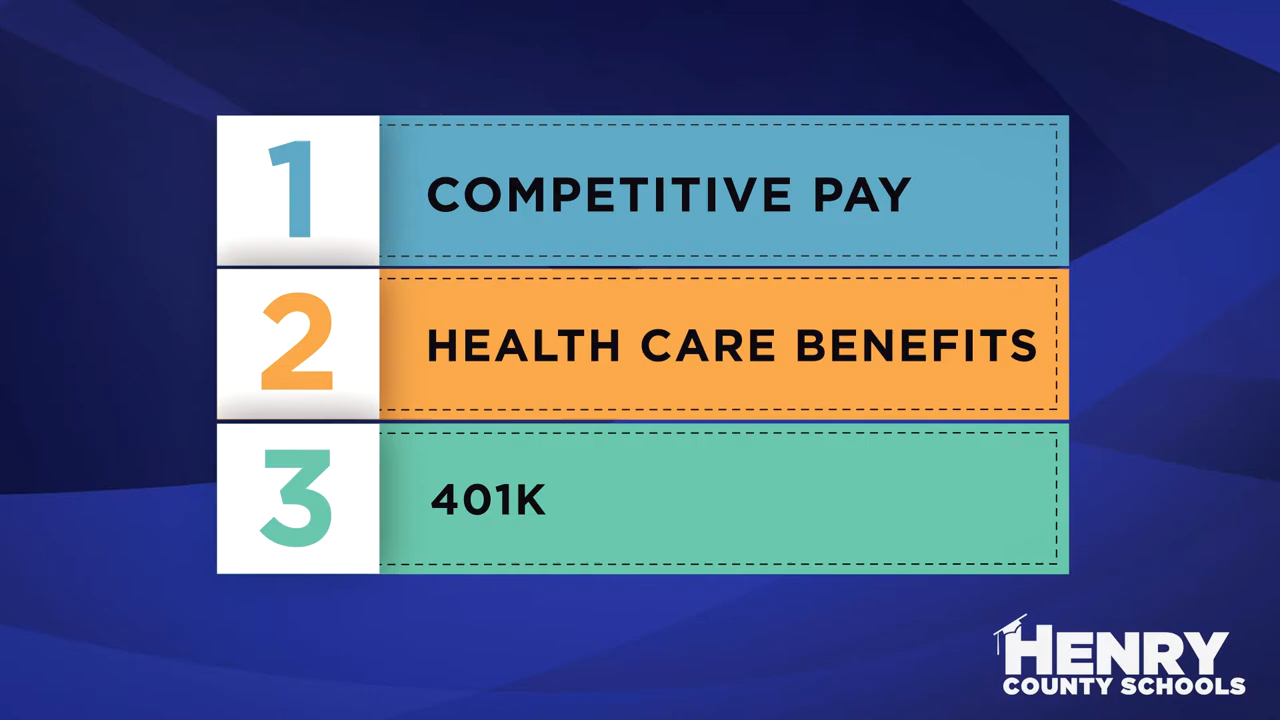 1
COMPETITIVE PAY
2
HEALTH CARE BENEFITS
3
401K
HENRY
COUNTY SCHOOLS